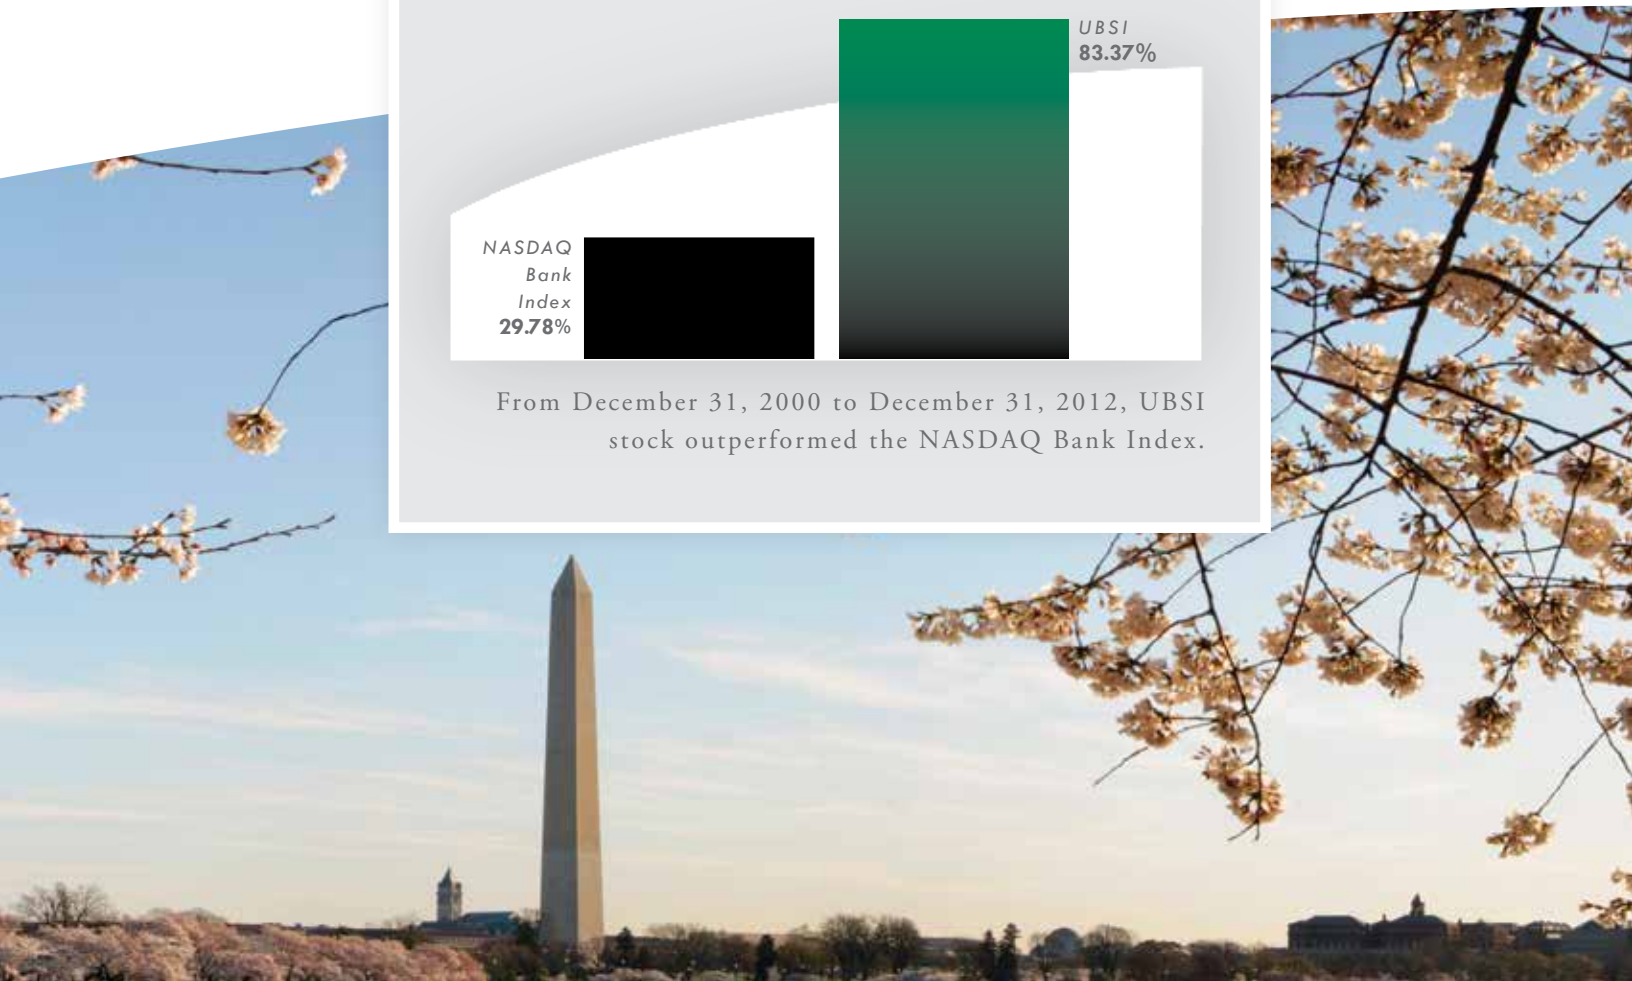 UBSI
83.37%
NASDAQ
Bank
Index
29.78%
From December 31, 2000 to December 31, 2012, UBSI
stock outperformed the NASDAQ Bank Index.